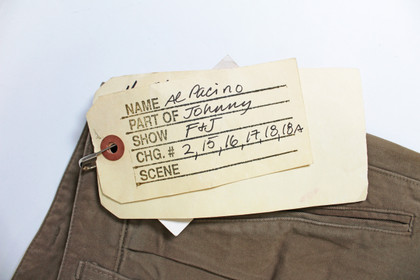 NAME Al Pacino
PART OF Johnny
SHOW F&J
CHG. # 2, 15, 16, 17, 18, 18A
SCENE